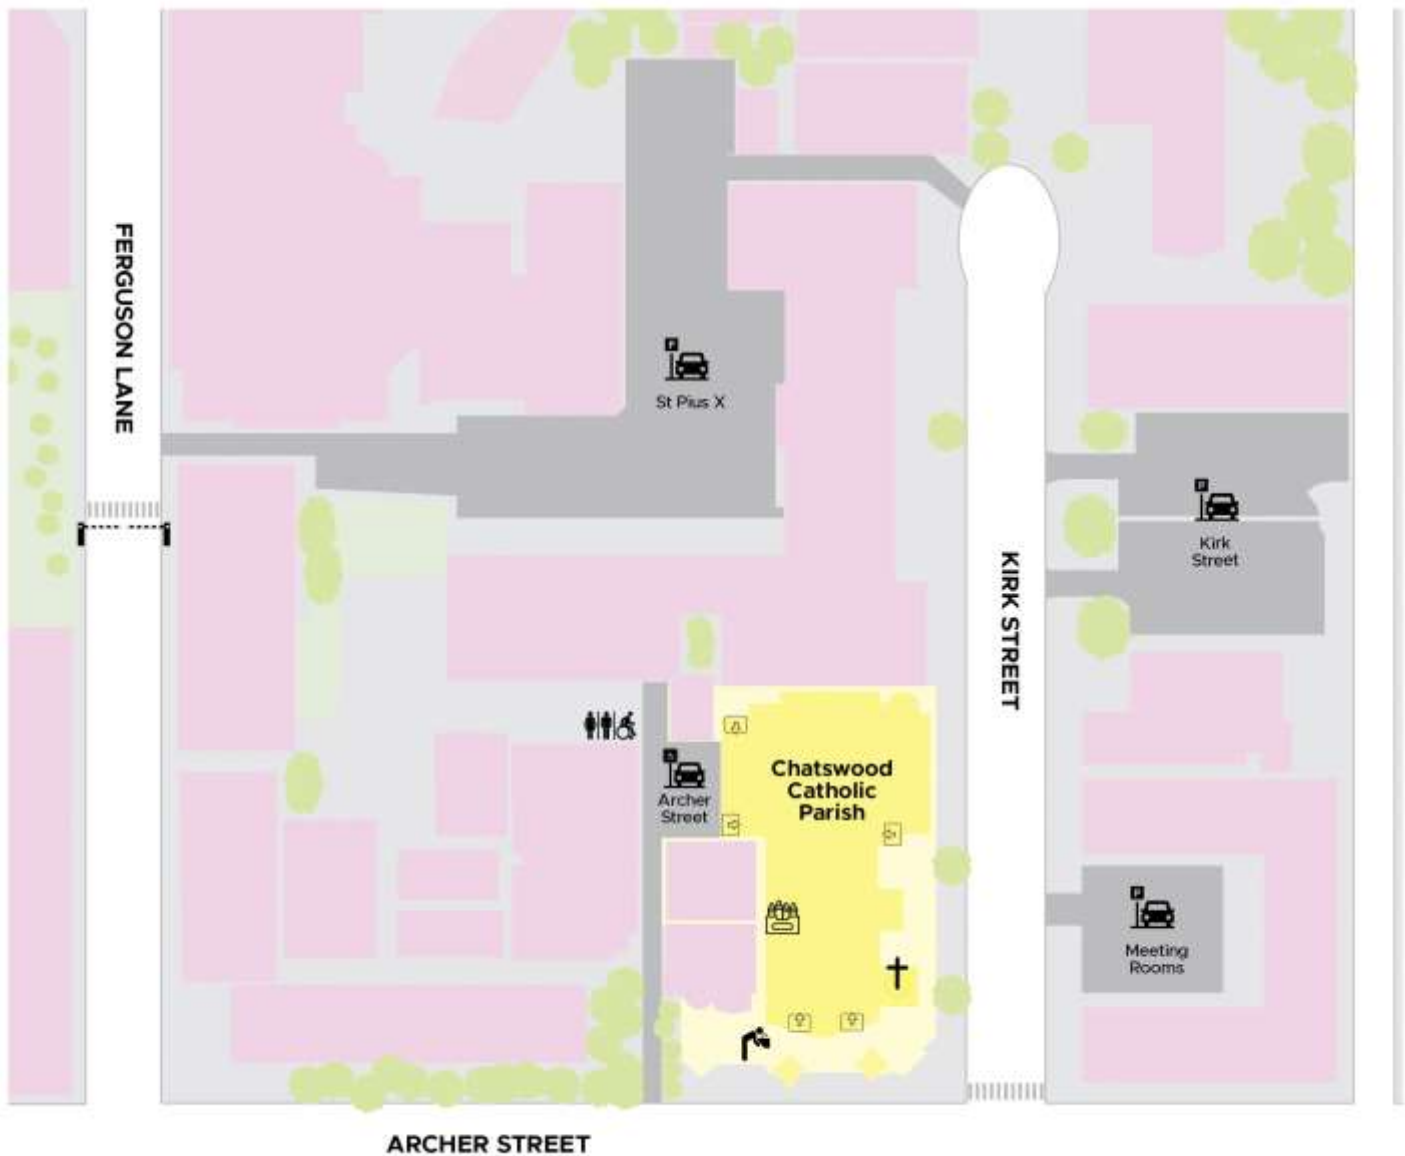 FERGUSON LANE
P
St Pius X
P
Kirk
Street
KIRK STREET
P
Archer
Street
Chatswood
Catholic
Parish
P
Meeting
Rooms
ARCHER STREET